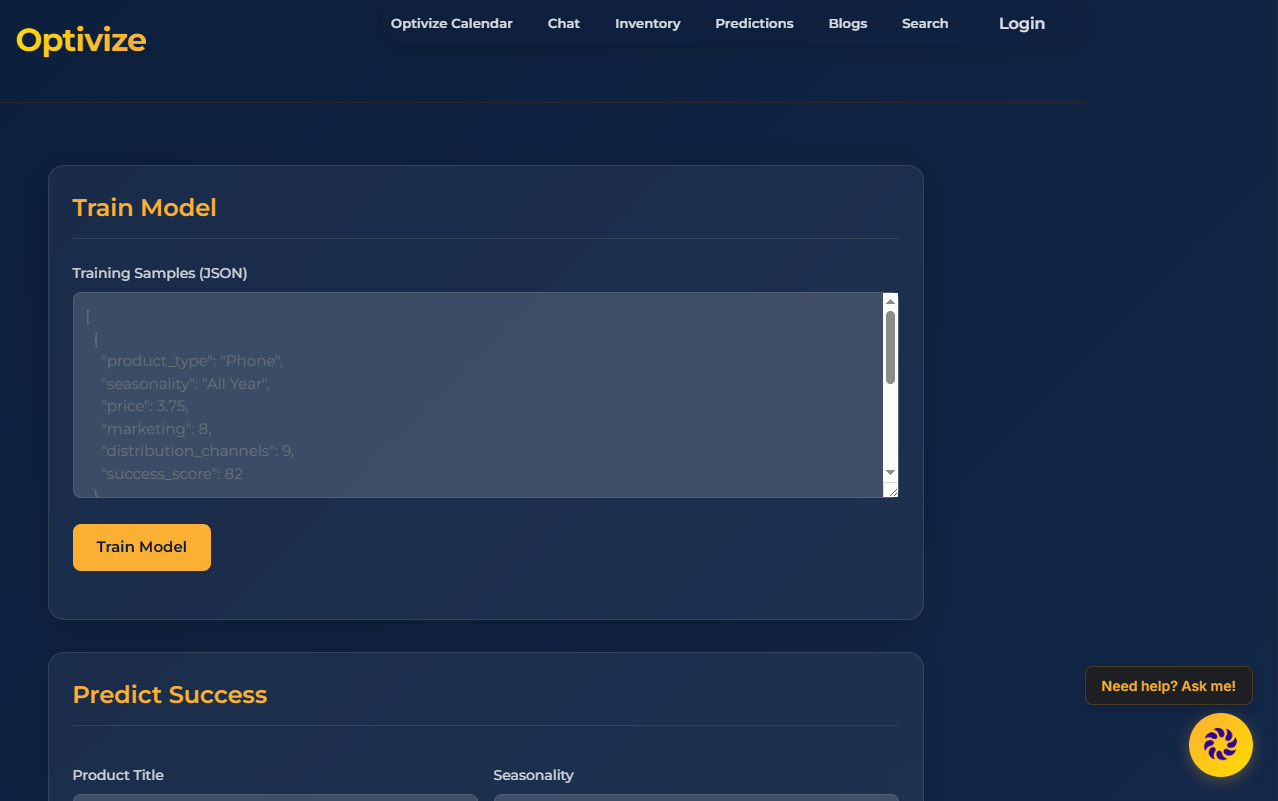 Optivize
Optivize Calendar Chat Inventory Predictions Blogs Search Login
Train Model
Training Samples (JSON)
[
{
"product_type": "Phone",
"seasonality": "All Year",
"price": 3.75,
"marketing": 8,
"distribution_channels": 9,
"success_score": 82
}
Train Model
Predict Success
Need help? Ask me!
Product Title Seasonality